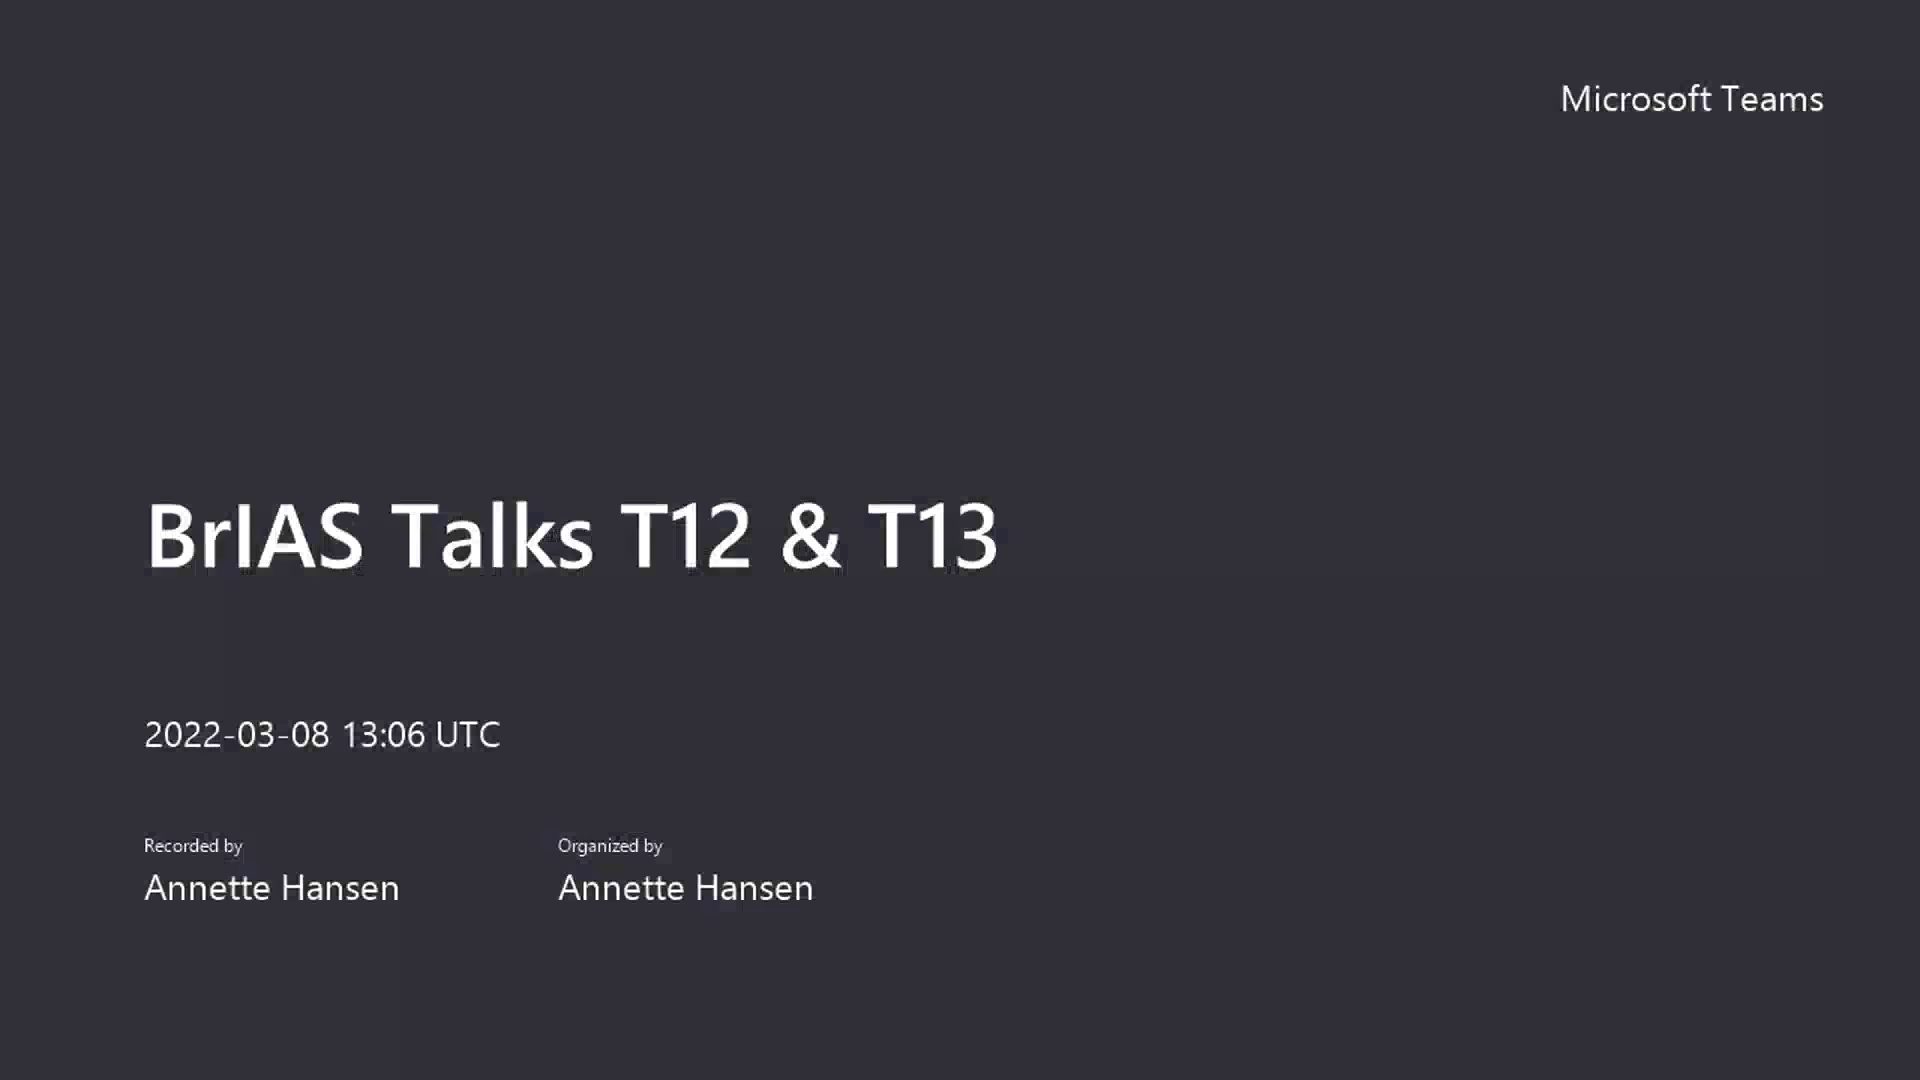 Microsoft Teams
BrIAS Talks T12 & T13
2022-03-08 13:06 UTC
Recorded by
Annette Hansen
Organized by
Annette Hansen